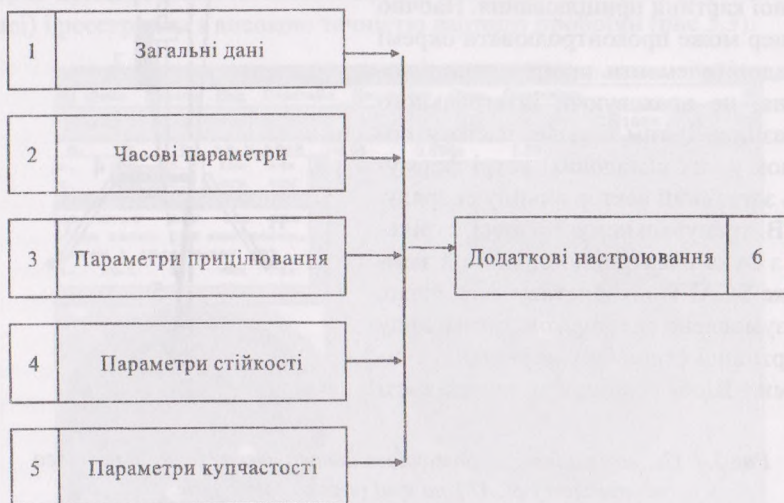 1 Загальні дані
2 Часові параметри
3 Параметри прицілювання
Додаткові настроювання 6
4 Параметри стійкості
5 Параметри купчастості